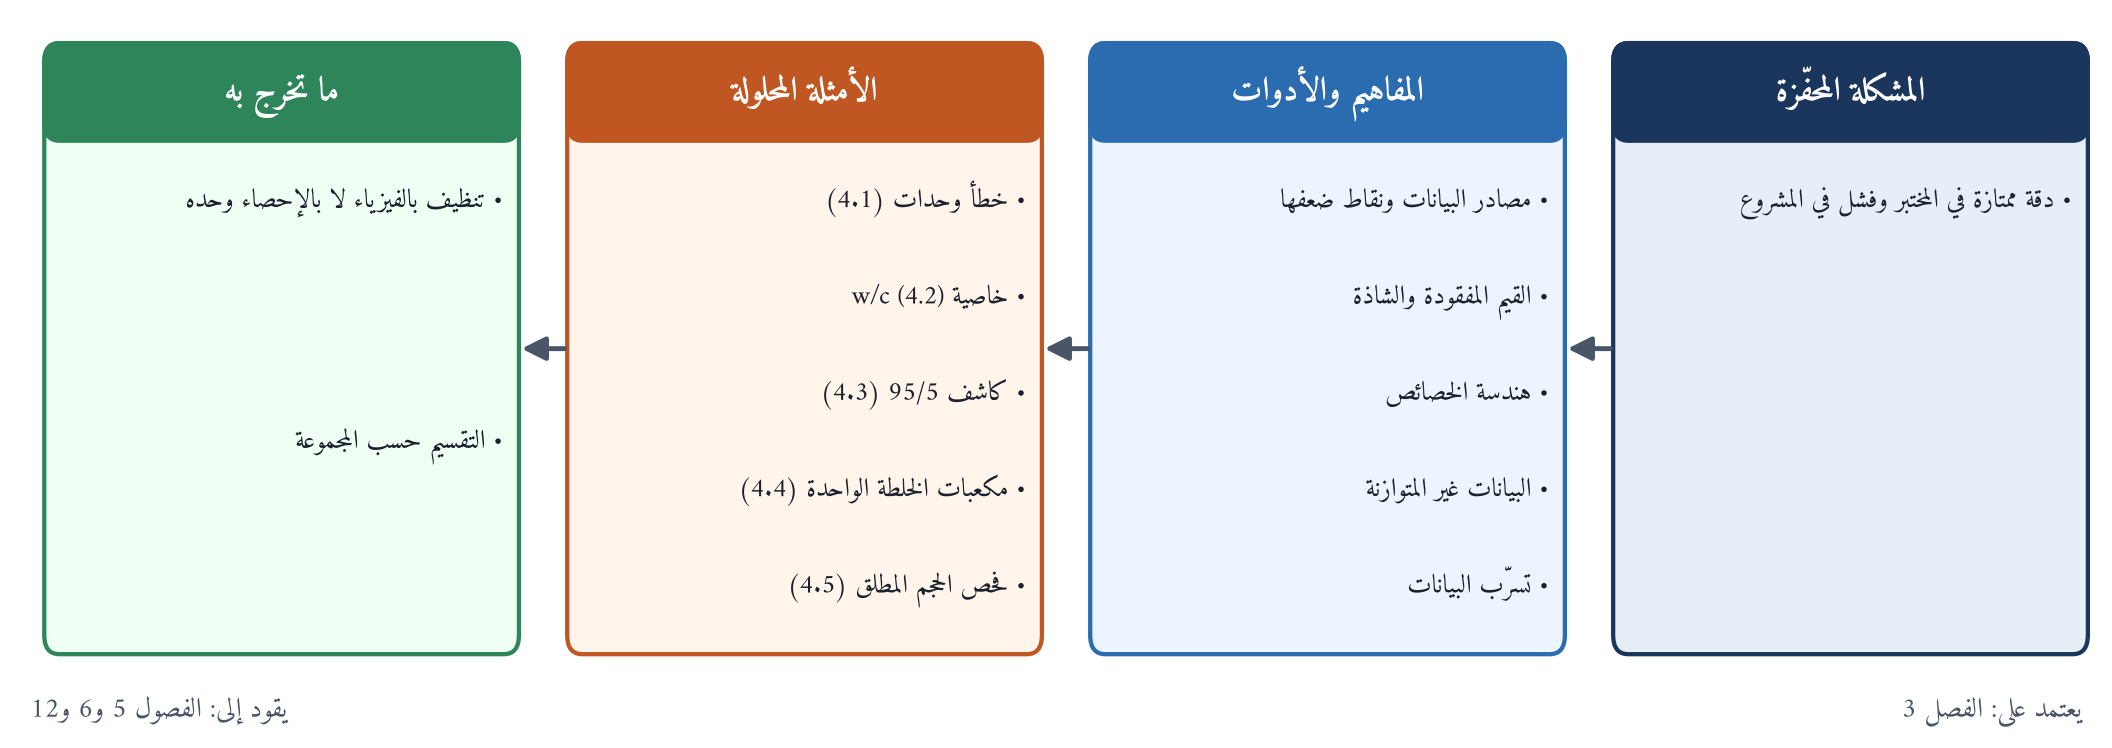 المشكلة المحفّزة
• دقة ممتازة في المختبر وفشل في المشروع
المفاهيم والأدوات
• مصادر البيانات ونقاط ضعفها
• القيم المفقودة والشاذة
• هندسة الخصائص
• البيانات غير المتوازنة
• تسرّب البيانات
الأمثلة المحلولة
• خطأ وحدات (4.1)
• خاصية w/c (4.2)
• كاشف 95/5 (4.3)
• مكعبات الخلطة الواحدة (4.4)
• فحص الحجم المطلق (4.5)
ما تخرج به
• تنظيف بالفيزياء لا بالإحصاء وحده
• التقسيم حسب المجموعة
يعتمد على: الفصل 3
يقود إلى: الفصول 5 و6 و12